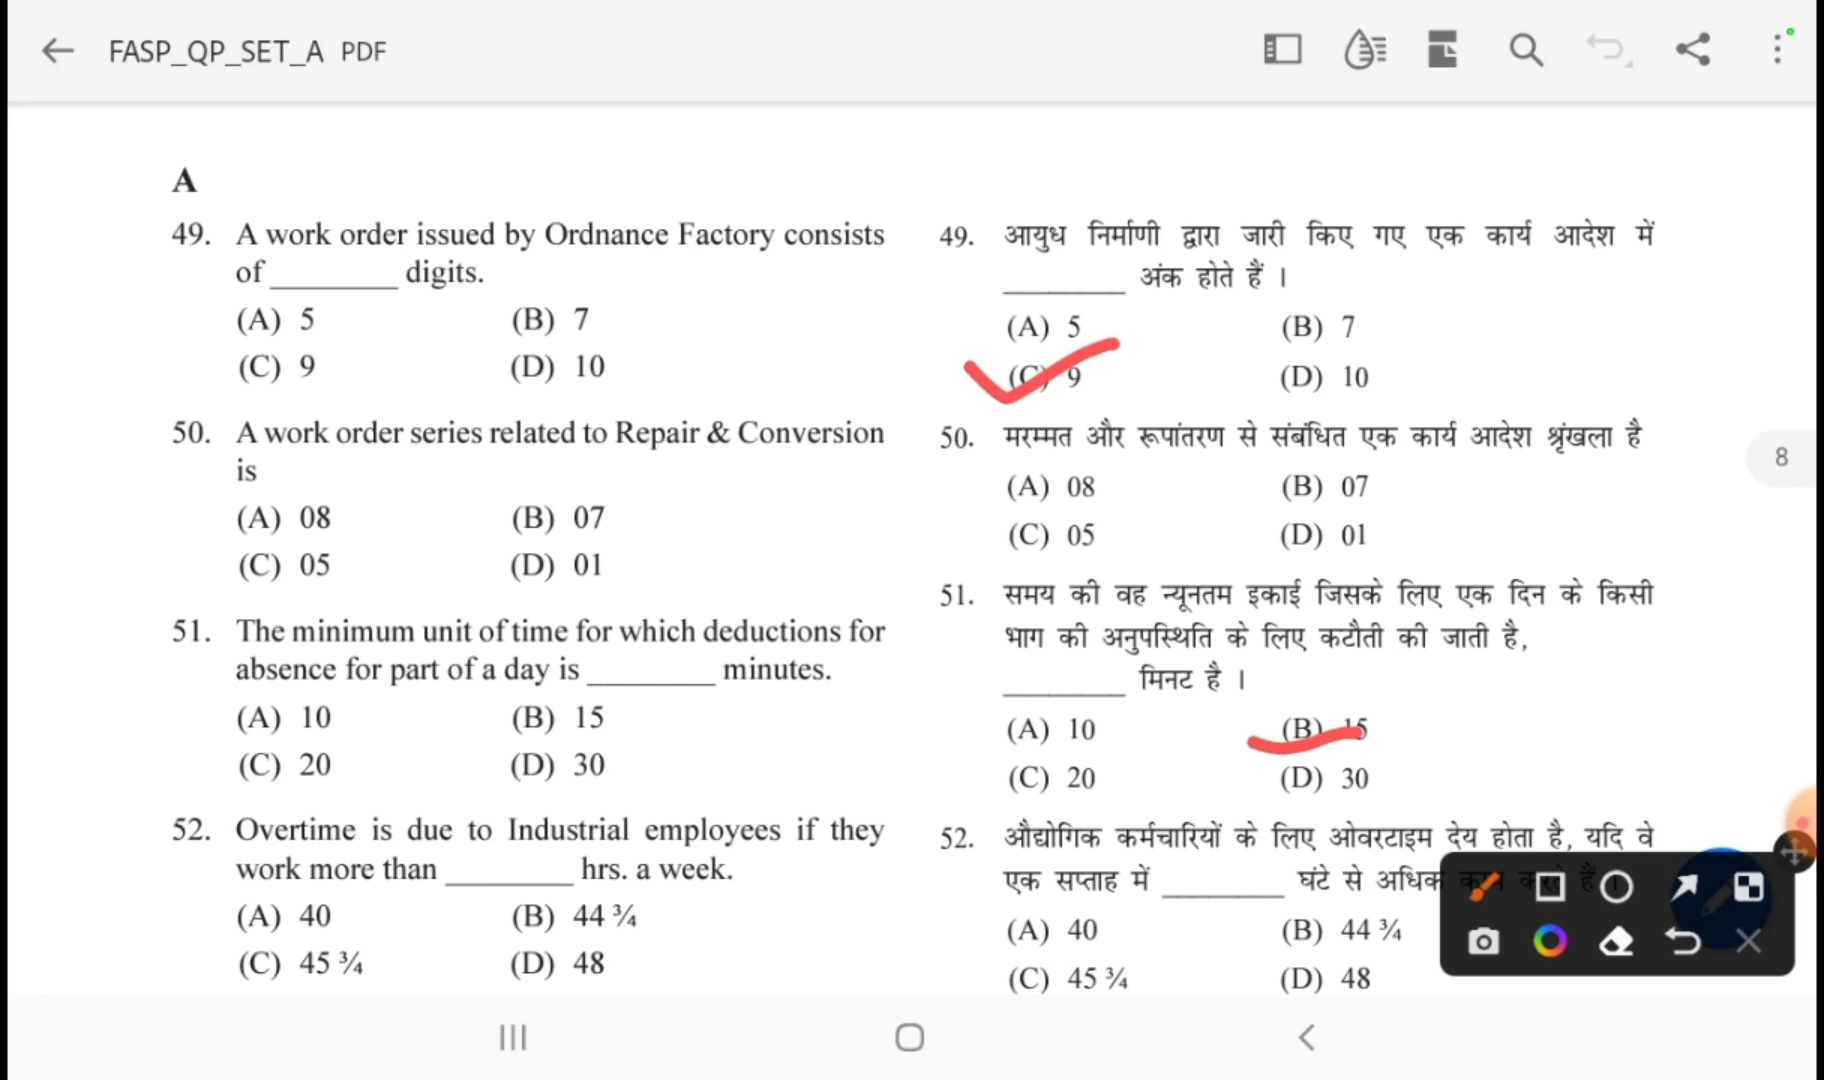 FASP_QP_SET_A PDF
A
49. A work order issued by Ordnance Factory consists
of ________ digits.
(A) 5 (B) 7
(C) 9 (D) 10
50. A work order series related to Repair & Conversion
is
(A) 08 (B) 07
(C) 05 (D) 01
51. The minimum unit of time for which deductions for
absence for part of a day is ________ minutes.
(A) 10 (B) 15
(C) 20 (D) 30
52. Overtime is due to Industrial employees if they
work more than ________ hrs. a week.
(A) 40 (B) 44 ¾
(C) 45 ¾ (D) 48
49. आयुध निर्माणी द्वारा जारी किए गए एक कार्य आदेश में
________ अंक होते हैं ।
(A) 5 (B) 7
(C) 9 (D) 10
50. मरम्मत और रूपांतरण से संबंधित एक कार्य आदेश श्रृंखला है
(A) 08 (B) 07
(C) 05 (D) 01
51. समय की वह न्यूनतम इकाई जिसके लिए एक दिन के किसी
भाग की अनुपस्थिति के लिए कटौती की जाती है,
________ मिनट है ।
(A) 10 (B) 15
(C) 20 (D) 30
52. औद्योगिक कर्मचारियों के लिए ओवरटाइम देय होता है, यदि वे
एक सप्ताह में ________ घंटे से अधिक
(A) 40 (B) 44 ¾
(C) 45 ¾ (D) 48
8